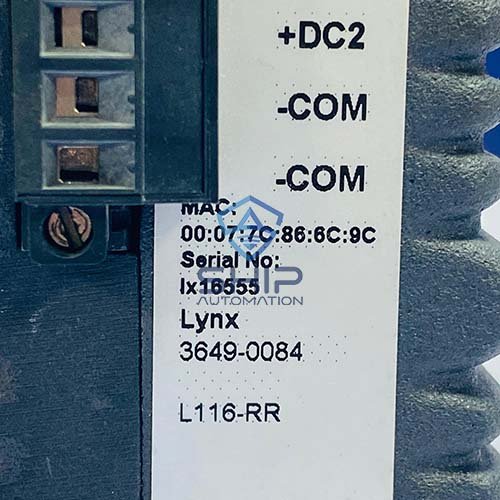 +DC2
-COM
-COM
MAC:
00:07:7C:86:6C:9C
Serial No:
lx16555
SHIP
AUTOMATION
Lynx
3649-0084
L116-RR